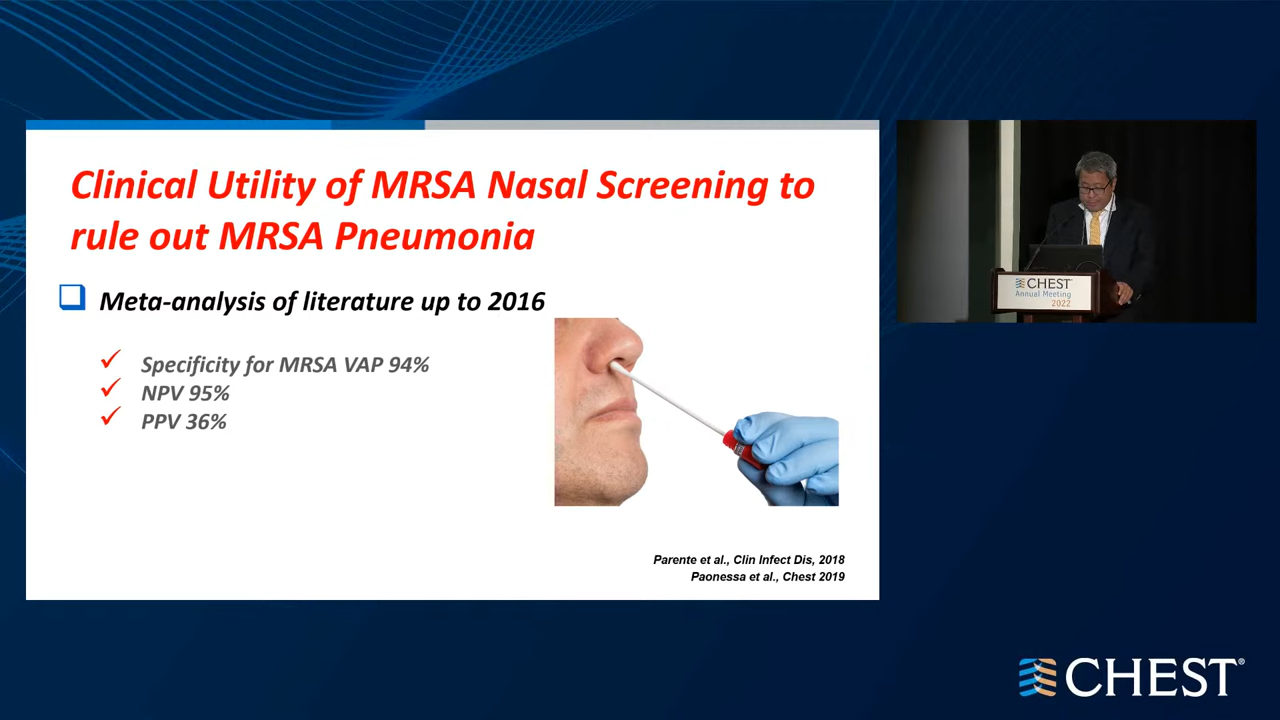 Clinical Utility of MRSA Nasal Screening to
rule out MRSA Pneumonia
Meta-analysis of literature up to 2016
Specificity for MRSA VAP 94%
NPV 95%
PPV 36%
Parente et al., Clin Infect Dis, 2018
Paonessa et al., Chest 2019
CHEST
Annual Meeting
2022
CHEST®